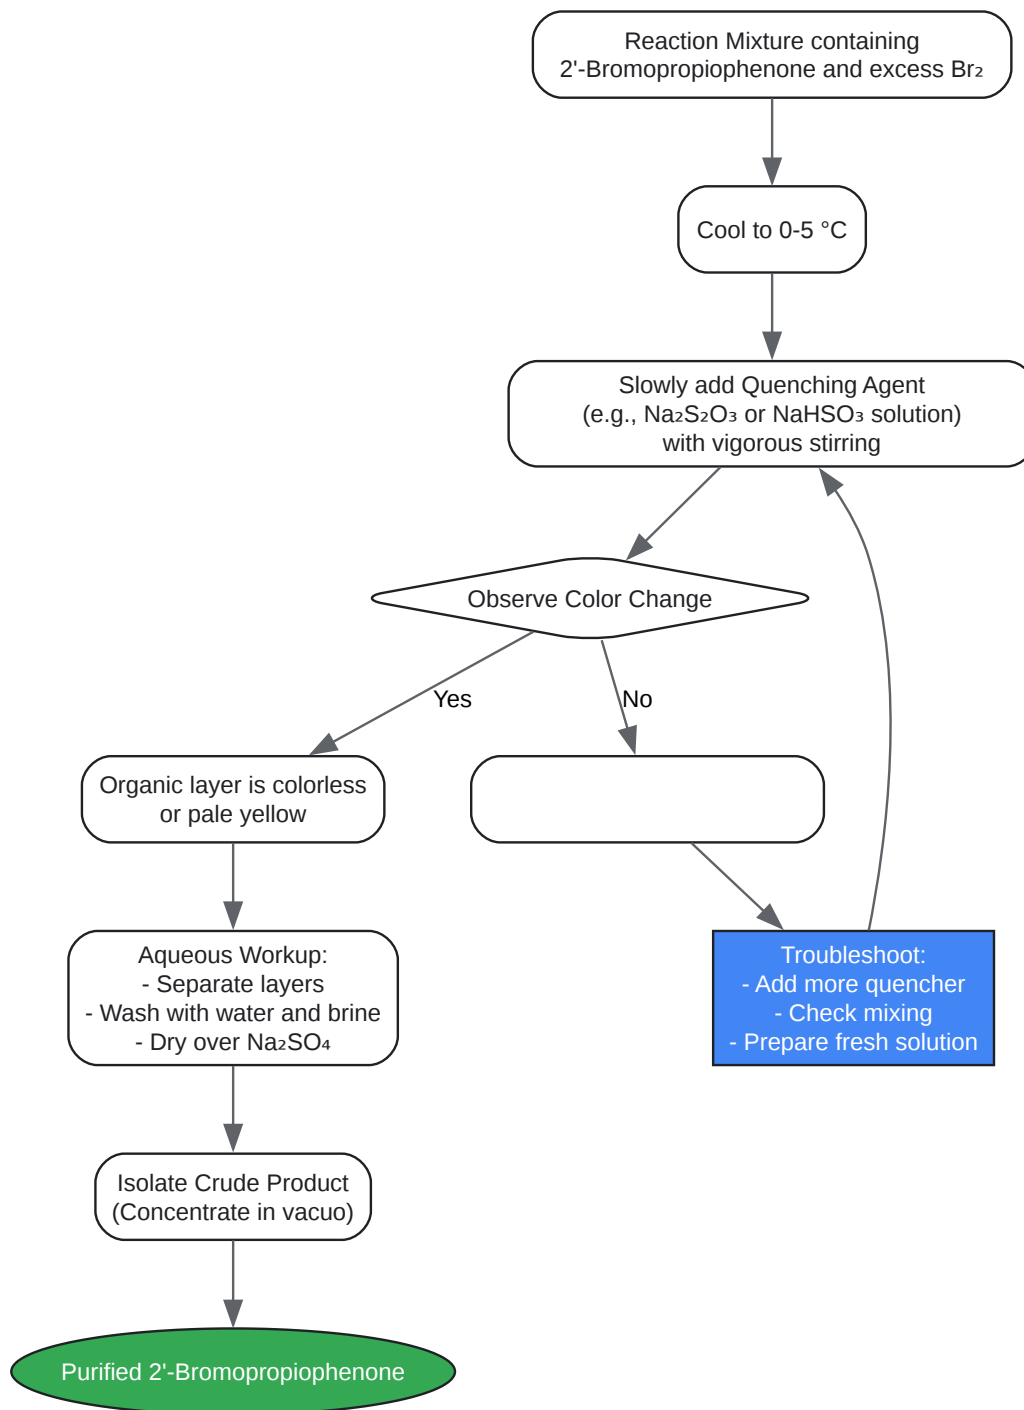 Reaction Mixture containing
2'-Bromopropiophenone and excess Br₂
Cool to 0-5 °C
Slowly add Quenching Agent
(e.g., Na₂S₂O₃ or NaHSO₃ solution)
with vigorous stirring
Observe Color Change
Yes
No
Organic layer is colorless
or pale yellow
Aqueous Workup:
- Separate layers
- Wash with water and brine
- Dry over Na₂SO₄
Troubleshoot:
- Add more quencher
- Check mixing
- Prepare fresh solution
Isolate Crude Product
(Concentrate in vacuo)
Purified 2'-Bromopropiophenone